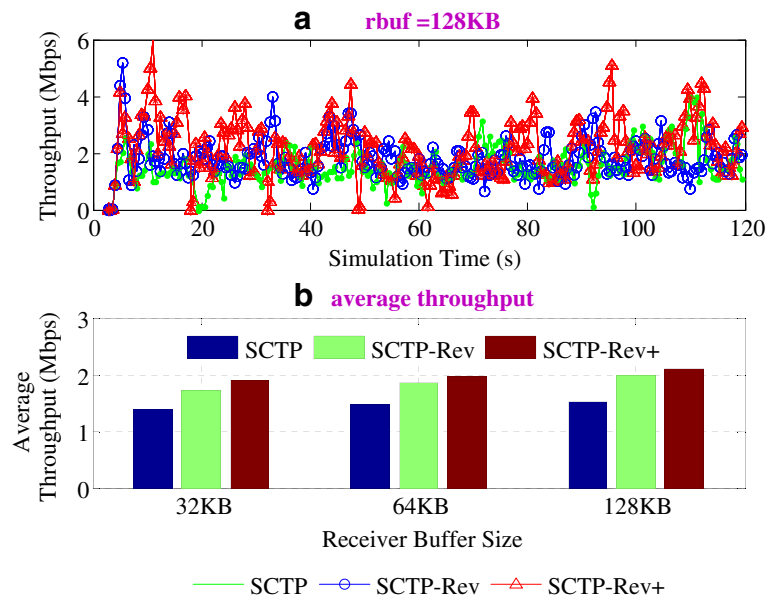 a rbuf =128KB
Throughput (Mbps)
6
4
2
0
0 20 40 60 80 100 120
Simulation Time (s)
b average throughput
Average
Throughput (Mbps)
3
2
1
0
SCTP SCTP-Rev SCTP-Rev+
32KB 64KB 128KB
Receiver Buffer Size
SCTP SCTP-Rev SCTP-Rev+